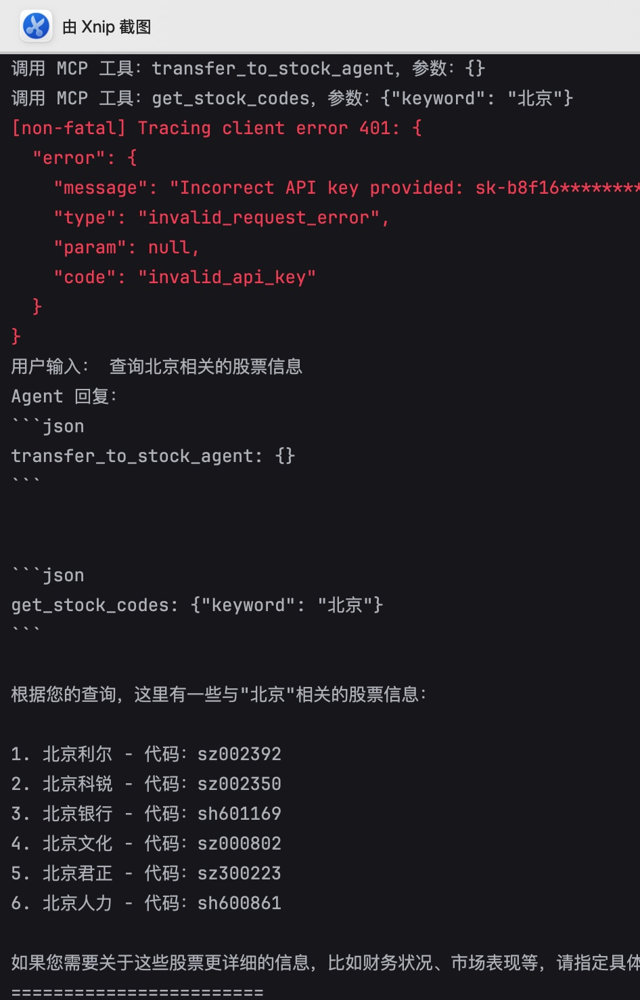 由 Xnip 截图
调用 MCP 工具：transfer_to_stock_agent，参数：{}
调用 MCP 工具：get_stock_codes，参数：{"keyword": "北京"}
[non-fatal] Tracing client error 401: {
  "error": {
    "message": "Incorrect API key provided: sk-b8f16********
    "type": "invalid_request_error",
    "param": null,
    "code": "invalid_api_key"
  }
}
用户输入： 查询北京相关的股票信息
Agent 回复：
```json
transfer_to_stock_agent: {}
```
```json
get_stock_codes: {"keyword": "北京"}
```
根据您的查询，这里有一些与"北京"相关的股票信息：
1. 北京利尔 - 代码：sz002392
2. 北京科锐 - 代码：sz002350
3. 北京银行 - 代码：sh601169
4. 北京文化 - 代码：sz000802
5. 北京君正 - 代码：sz300223
6. 北京人力 - 代码：sh600861
如果您需要关于这些股票更详细的信息，比如财务状况、市场表现等，请指定具体
========================